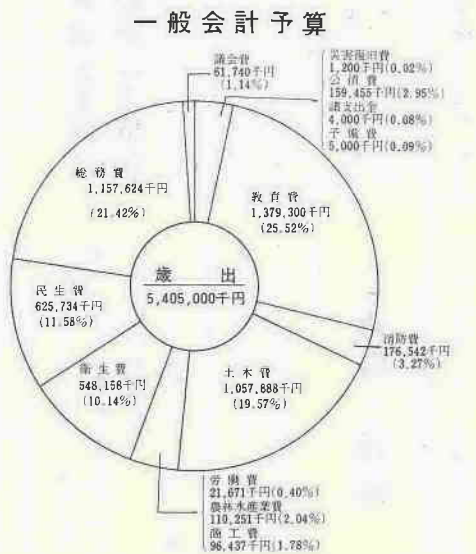 一般会計予算
議会費
61,740千円
(1.14%)
災害復旧費
1,200千円(0.02%)
公債費
159,455千円(2.95%)
諸支出金
4,000千円(0.08%)
予備費
5,000千円(0.09%)
総務費
1,157,624千円
(21.42%)
教育費
1,379,300千円
(25.52%)
歳出
5,405,000千円
民生費
625,734千円
(11.58%)
消防費
176,542千円
(3.27%)
衛生費
548,156千円
(10.14%)
土木費
1,057,888千円
(19.57%)
労働費
21,671千円(0.40%)
農林水産業費
110,251千円(2.04%)
商工費
96,437千円(1.78%)